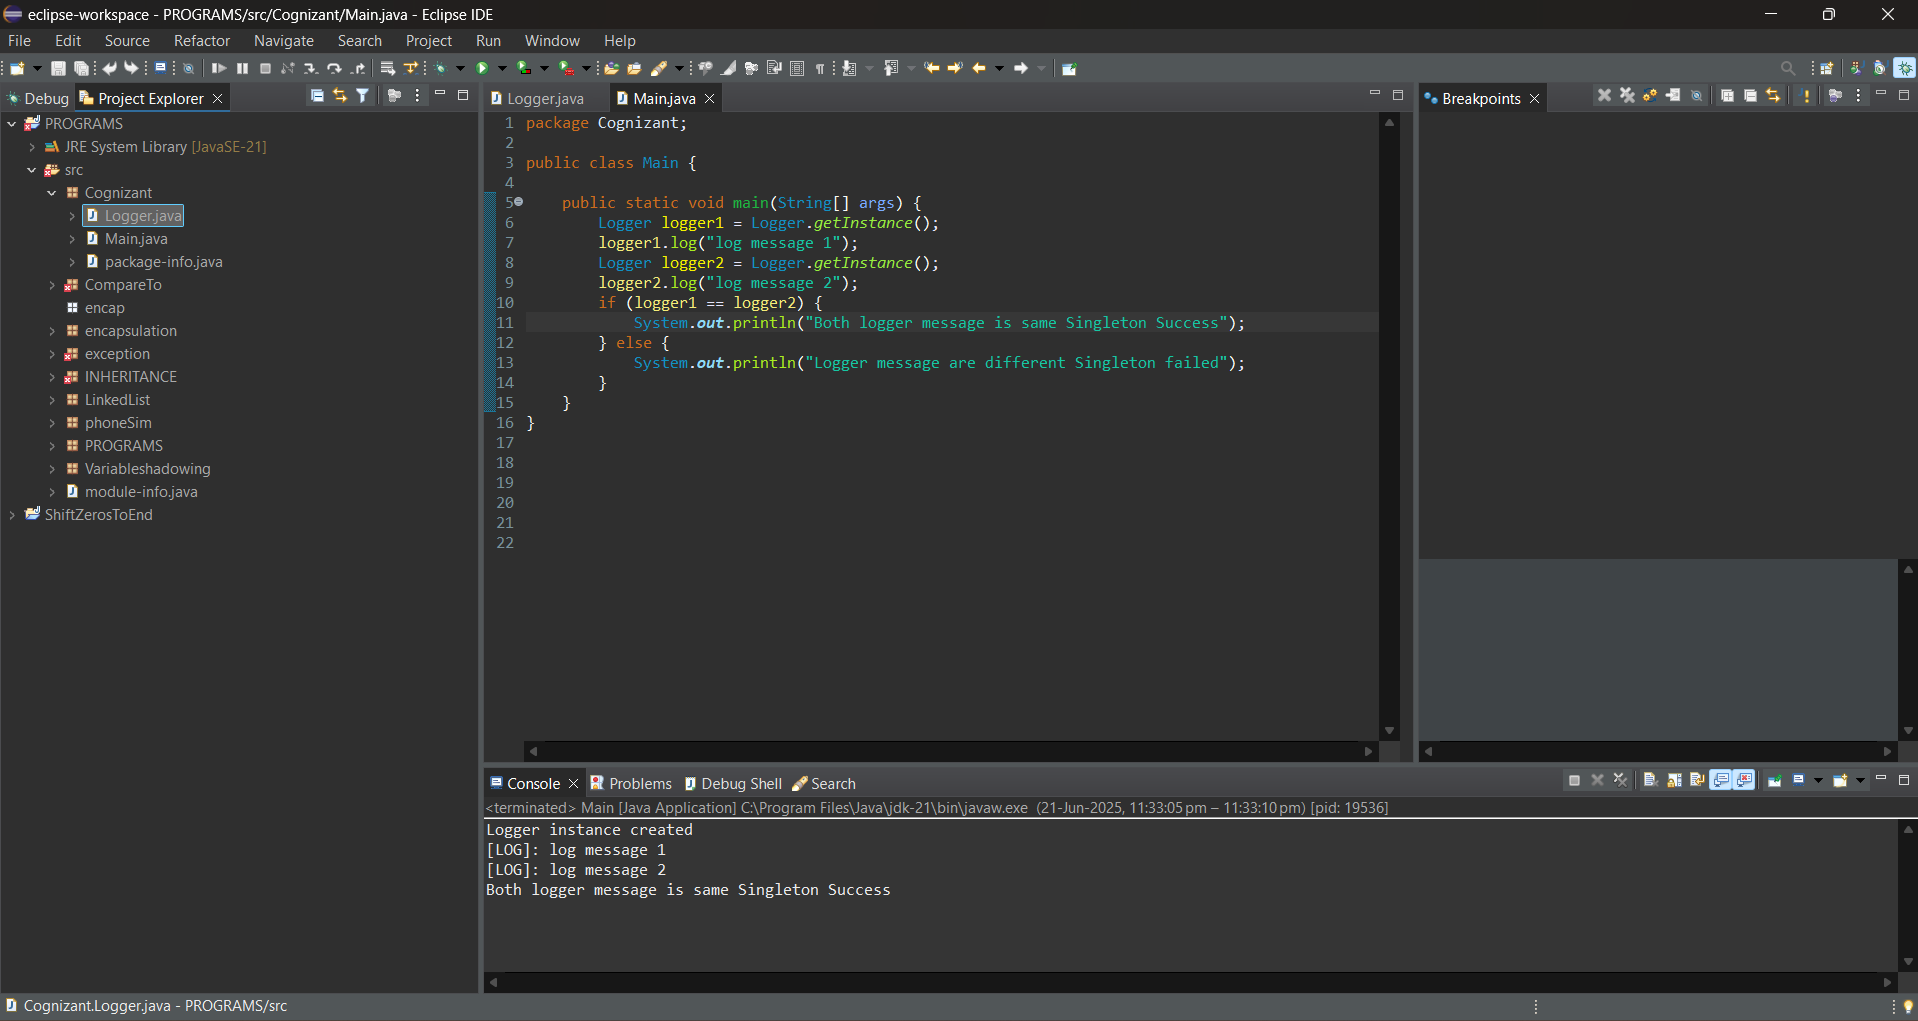 eclipse-workspace - PROGRAMS/src/Cognizant/Main.java - Eclipse IDE
File Edit Source Refactor Navigate Search Project Run Window Help
Debug Project Explorer
PROGRAMS
JRE System Library [JavaSE-21]
src
Cognizant
Logger.java
Main.java
package-info.java
CompareTo
encap
encapsulation
exception
INHERITANCE
LinkedList
phoneSim
PROGRAMS
Variableshadowing
module-info.java
ShiftZerosToEnd
Logger.java Main.java
1 package Cognizant;
2
3 public class Main {
4
5 public static void main(String[] args) {
6 Logger logger1 = Logger.getInstance();
7 logger1.log("log message 1");
8 Logger logger2 = Logger.getInstance();
9 logger2.log("log message 2");
10 if (logger1 == logger2) {
11 System.out.println("Both logger message is same Singleton Success");
12 } else {
13 System.out.println("Logger message are different Singleton failed");
14 }
15 }
16 }
17
18
19
20
21
22
Breakpoints
Console Problems Debug Shell Search
<terminated> Main [Java Application] C:\Program Files\Java\jdk-21\bin\javaw.exe (21-Jun-2025, 11:33:05 pm – 11:33:10 pm) [pid: 19536]
Logger instance created
[LOG]: log message 1
[LOG]: log message 2
Both logger message is same Singleton Success
Cognizant.Logger.java - PROGRAMS/src